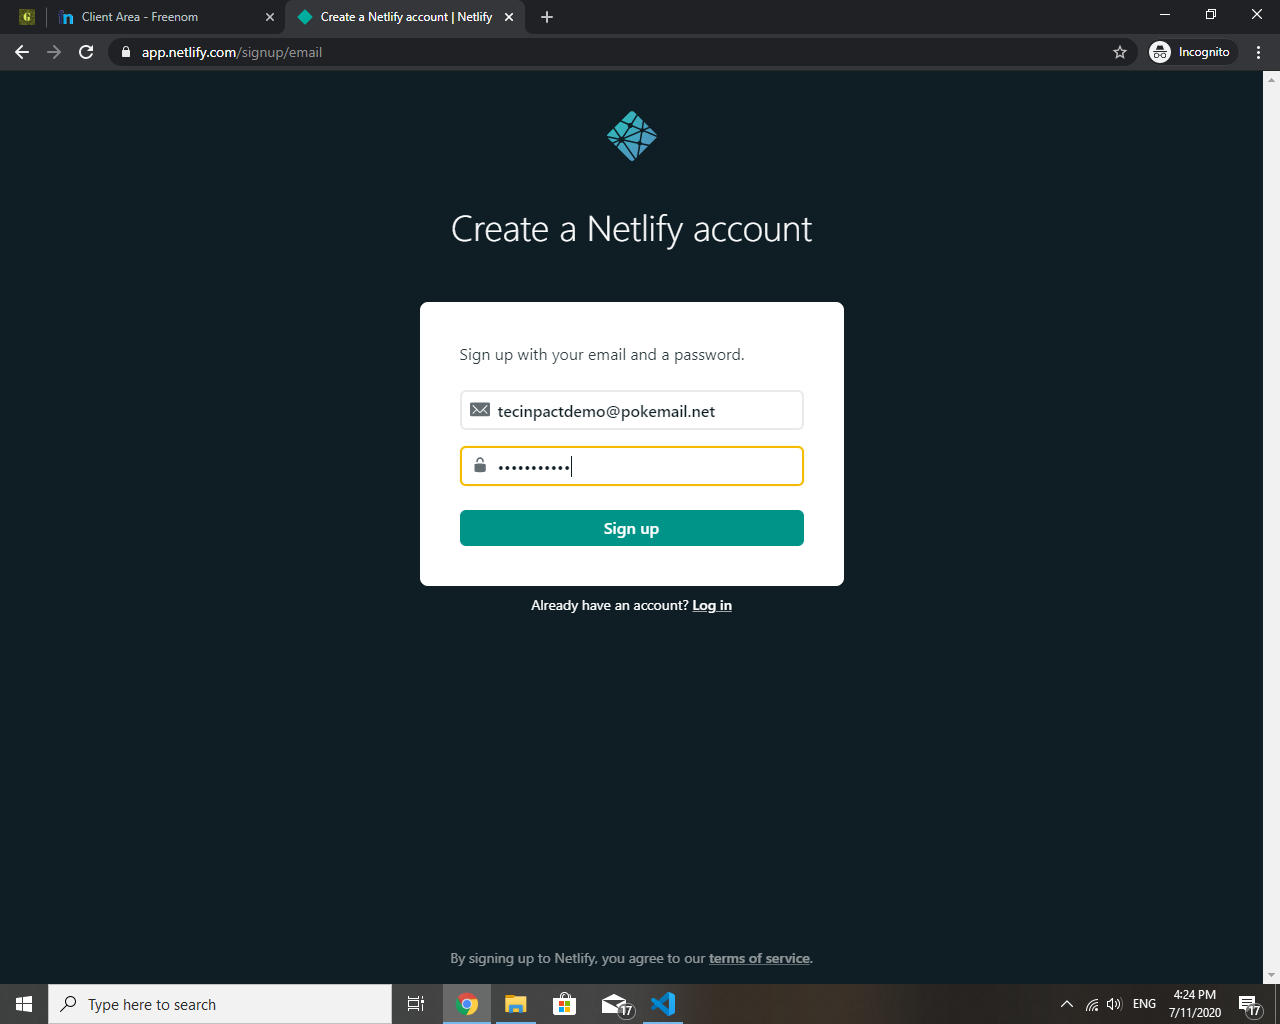 G
Client Area - Freenom
Create a Netlify account | Netlify
app.netlify.com/signup/email
Incognito
Create a Netlify account
Sign up with your email and a password.
tecinpactdemo@pokemail.net
•••••••••••
Sign up
Already have an account? Log in
By signing up to Netlify, you agree to our terms of service.
Type here to search
17
ENG
4:24 PM
7/11/2020
17